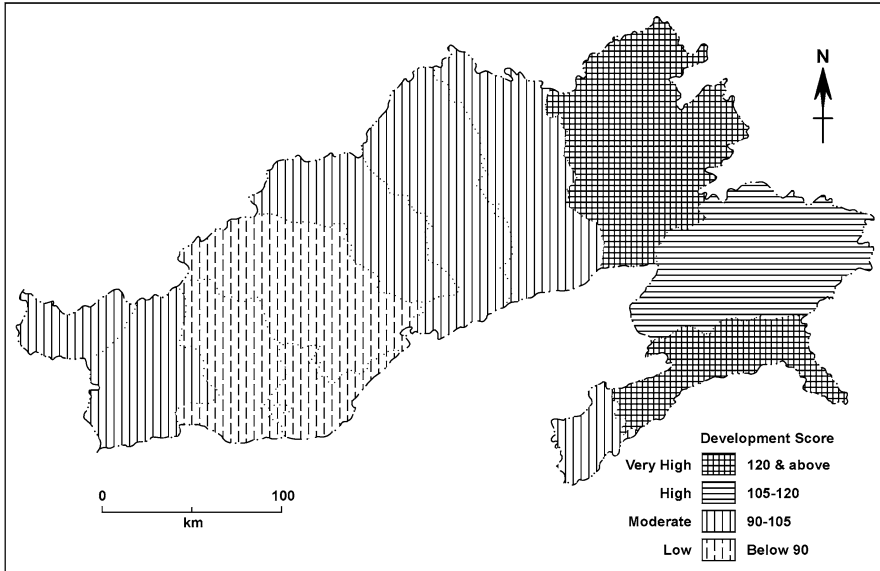 N
Development Score
Very High 120 & above
High 105-120
Moderate 90-105
Low Below 90
0 100
km